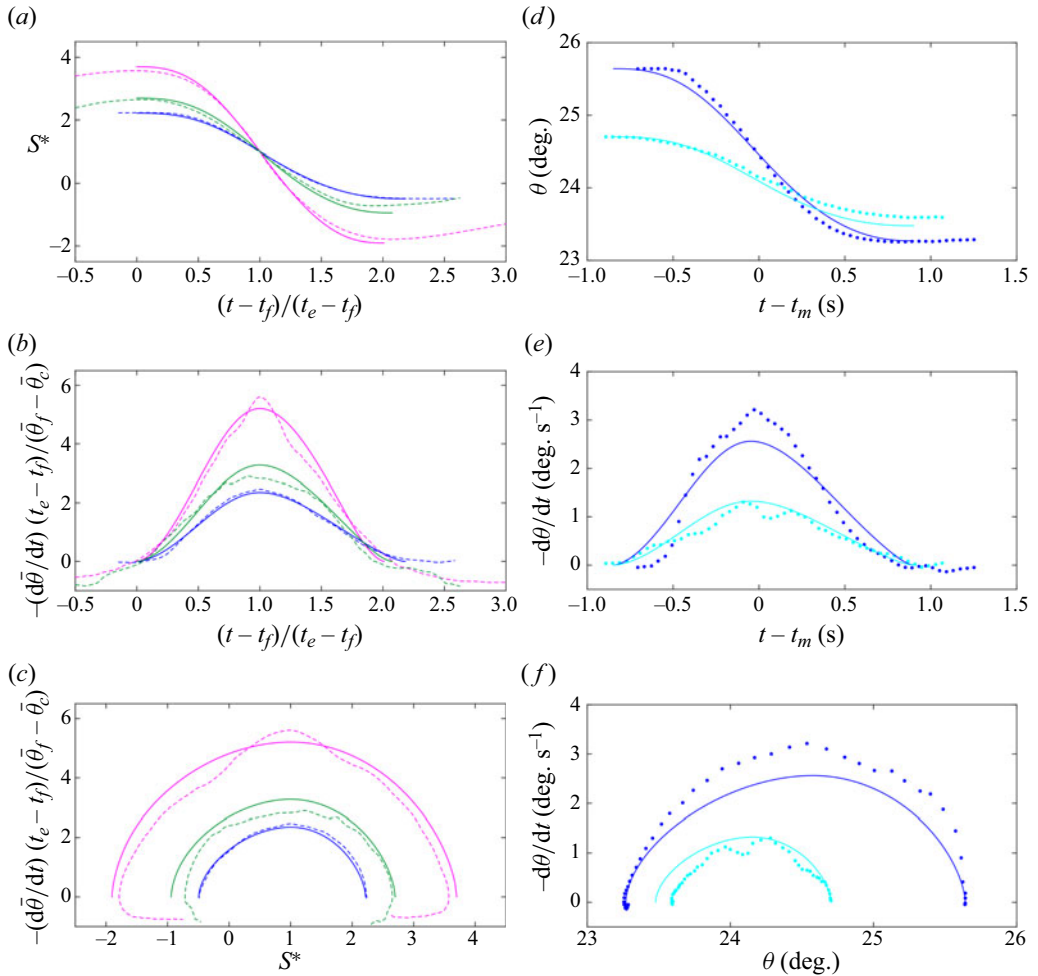 (a)
4
2
0
−2
S*
−0.5 0 0.5 1.0 1.5 2.0 2.5 3.0
(t − tf)/(te − tf)
(d)
26
25
24
23
θ (deg.)
−1.0 −0.5 0 0.5 1.0 1.5
t − tm (s)
(b)
6
4
2
0
−(dθ̄/dt) (te − tf)/(θ̄f − θ̄c)
−0.5 0 0.5 1.0 1.5 2.0 2.5 3.0
(t − tf)/(te − tf)
(e)
4
3
2
1
0
−dθ/dt (deg. s−1)
−1.0 −0.5 0 0.5 1.0 1.5
t − tm (s)
(c)
6
4
2
0
−(dθ̄/dt) (te − tf)/(θ̄f − θ̄c)
−2 −1 0 1 2 3 4
S*
(f)
4
3
2
1
0
−dθ/dt (deg. s−1)
23 24 25 26
θ (deg.)